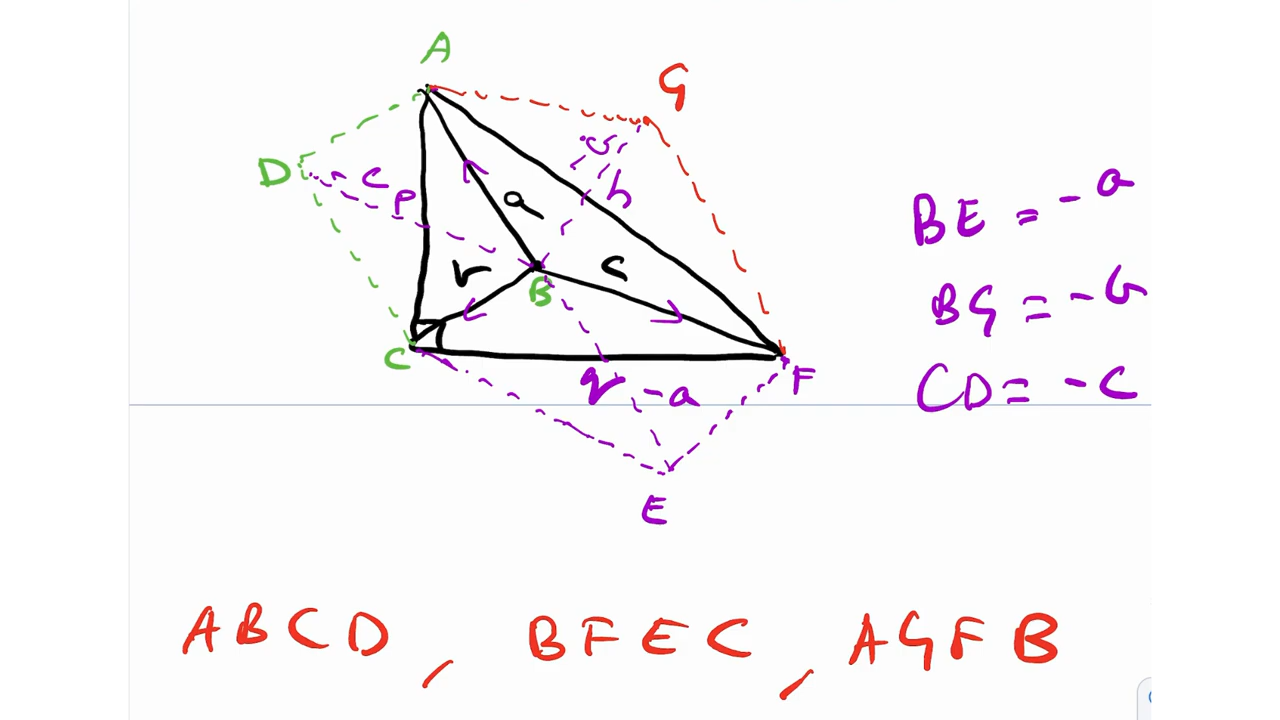 A
G
D
-c
P
a
h
r
c
B
C
q
-a
F
E
BE = -a
BG = -b
CD = -c
ABCD, BFEC, AGFB